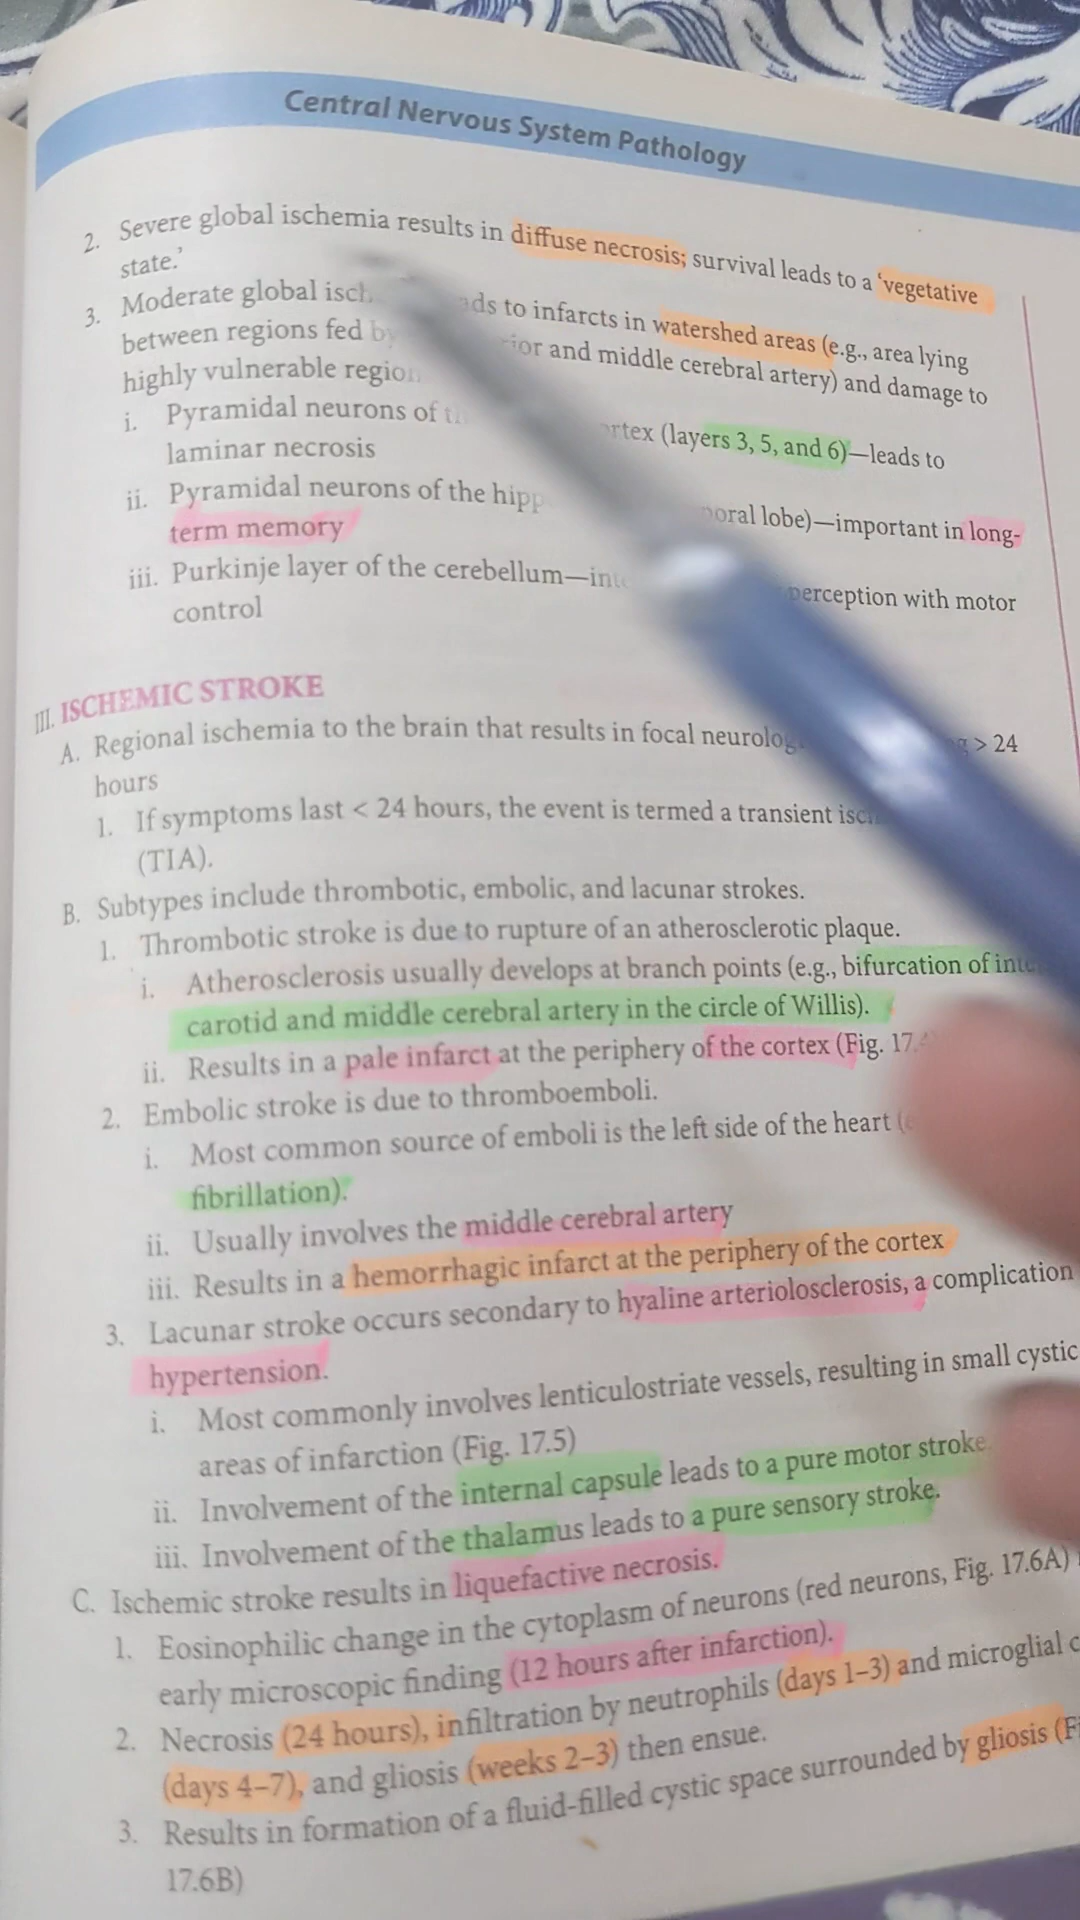 Central Nervous System Pathology
2. Severe global ischemia results in diffuse necrosis; survival leads to a ‘vegetative
state.’
3. Moderate global to infarcts in watershed areas (e.g., area lying
between regions fed and middle cerebral artery) and damage to
highly vulnerable
i. Pyramidal neurons of (layers 3, 5, and 6)—leads to
laminar necrosis
ii. Pyramidal neurons of the lobe)—important in long-
term memory
iii. Purkinje layer of the cerebellum— perception with motor
control
III. ISCHEMIC STROKE
A. Regional ischemia to the brain that results in focal > 24
hours
1. If symptoms last < 24 hours, the event is termed a transient
(TIA).
B. Subtypes include thrombotic, embolic, and lacunar strokes.
1. Thrombotic stroke is due to rupture of an atherosclerotic plaque.
i. Atherosclerosis usually develops at branch points (e.g., bifurcation of
carotid and middle cerebral artery in the circle of Willis).
ii. Results in a pale infarct at the periphery of the cortex (Fig.
2. Embolic stroke is due to thromboemboli.
i. Most common source of emboli is the left side of the heart
fibrillation).
ii. Usually involves the middle cerebral artery
iii. Results in a hemorrhagic infarct at the periphery of the cortex
3. Lacunar stroke occurs secondary to hyaline arteriolosclerosis, a complication
hypertension.
i. Most commonly involves lenticulostriate vessels, resulting in small cystic
areas of infarction (Fig. 17.5)
ii. Involvement of the internal capsule leads to a pure motor stroke
iii. Involvement of the thalamus leads to a pure sensory stroke.
C. Ischemic stroke results in liquefactive necrosis.
1. Eosinophilic change in the cytoplasm of neurons (red neurons, Fig. 17.6A)
early microscopic finding (12 hours after infarction).
2. Necrosis (24 hours), infiltration by neutrophils (days 1–3) and microglial
(days 4–7), and gliosis (weeks 2–3) then ensue.
3. Results in formation of a fluid-filled cystic space surrounded by gliosis
17.6B)